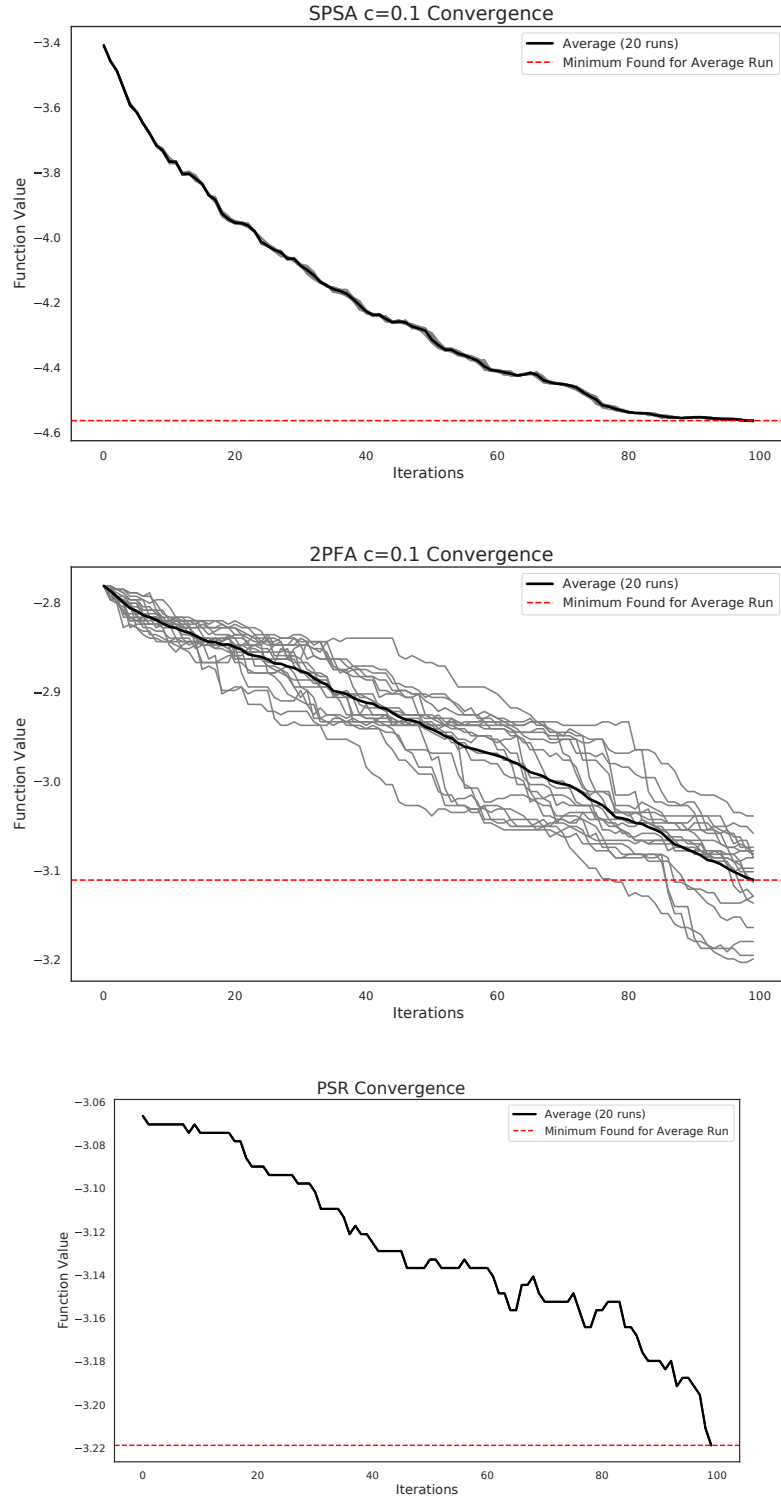 SPSA c=0.1 Convergence
Average (20 runs)
Minimum Found for Average Run
−3.4
−3.6
−3.8
−4.0
−4.2
−4.4
−4.6
Function Value
0 20 40 60 80 100
Iterations
2PFA c=0.1 Convergence
Average (20 runs)
Minimum Found for Average Run
−2.8
−2.9
−3.0
−3.1
−3.2
Function Value
0 20 40 60 80 100
Iterations
PSR Convergence
Average (20 runs)
Minimum Found for Average Run
−3.06
−3.08
−3.10
−3.12
−3.14
−3.16
−3.18
−3.20
−3.22
Function Value
0 20 40 60 80 100
Iterations